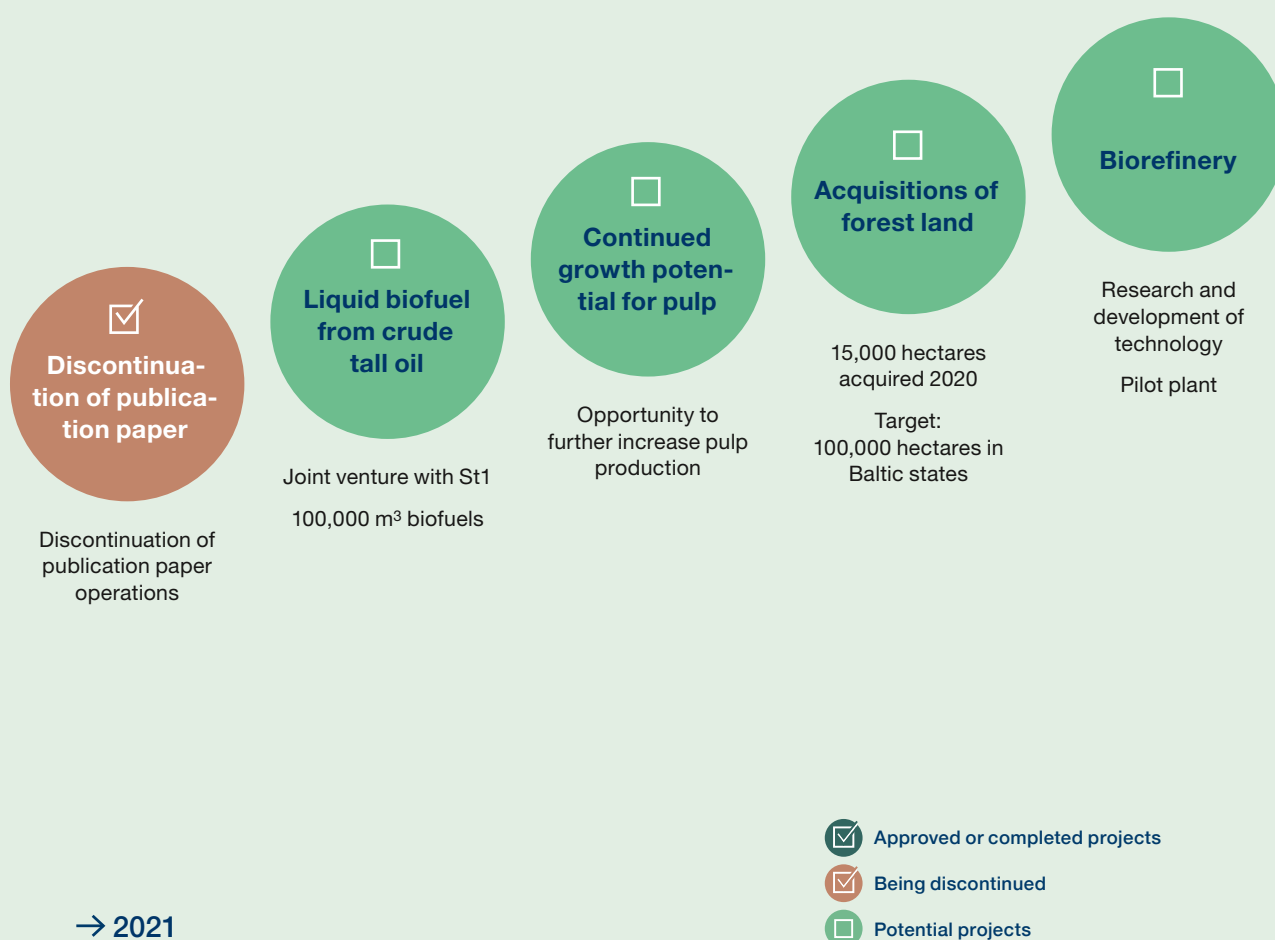 Discontinua-
tion of publica-
tion paper
Discontinuation of
publication paper
operations
Liquid biofuel
from crude
tall oil
Joint venture with St1
100,000 m³ biofuels
Continued
growth poten-
tial for pulp
Opportunity to
further increase pulp
production
Acquisitions of
forest land
15,000 hectares
acquired 2020
Target:
100,000 hectares in
Baltic states
Biorefinery
Research and
development of
technology
Pilot plant
→ 2021
Approved or completed projects
Being discontinued
Potential projects